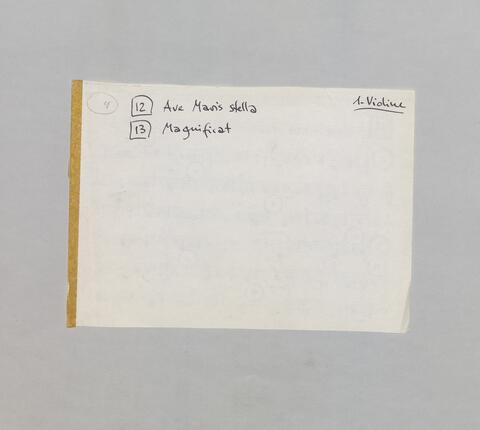 4 12 Ave Maris stella 1. Violine
13 Magnificat